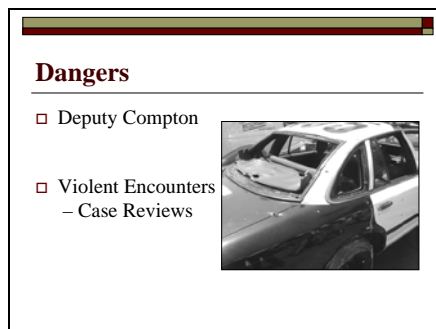 Dangers
Deputy Compton
Violent Encounters
– Case Reviews